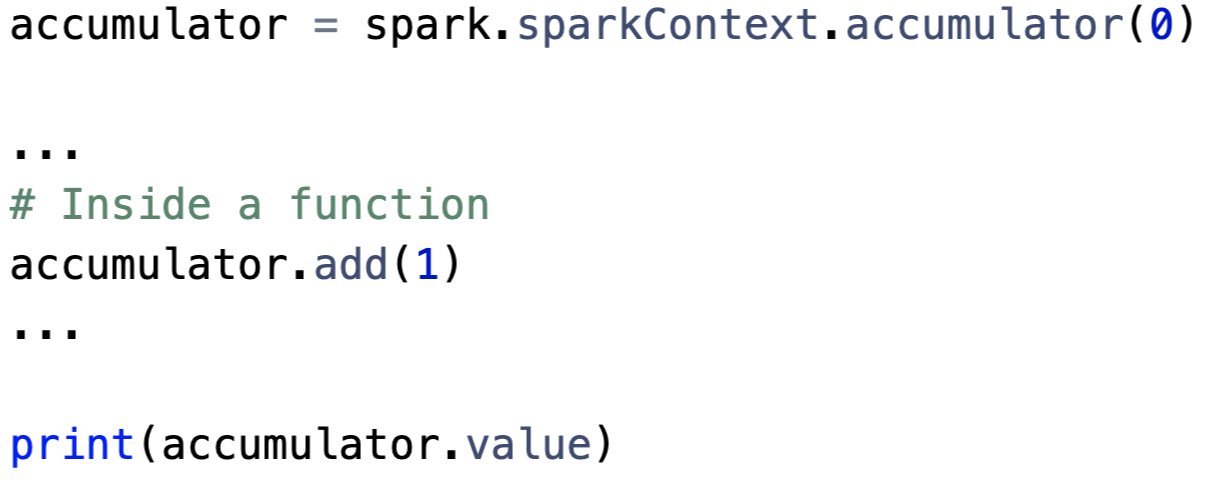 accumulator = spark.sparkContext.accumulator(0)
...
# Inside a function
accumulator.add(1)
...
print(accumulator.value)